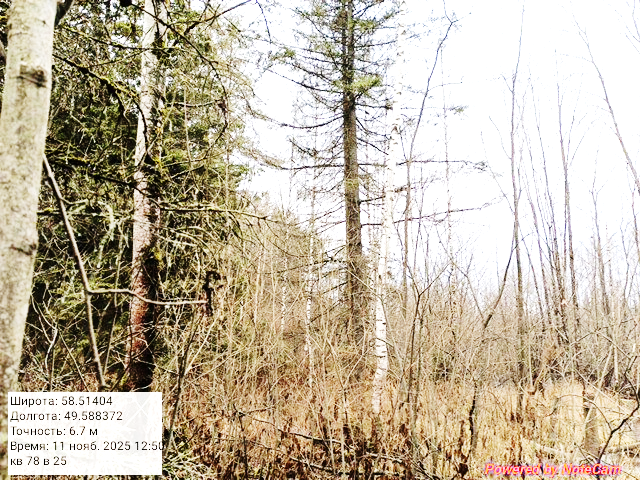 Широта: 58.51404
Долгота: 49.588372
Точность: 6.7 м
Время: 11 нояб. 2025 12:50
кв 78 в 25
Powered by NoteCam